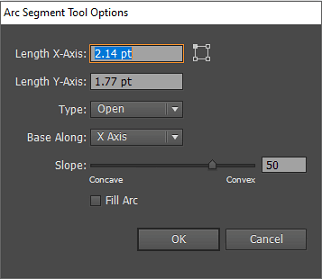 Arc Segment Tool Options
Length X-Axis: 2.14 pt
Length Y-Axis: 1.77 pt
Type: Open
Base Along: X Axis
Slope: 50
Concave Convex
Fill Arc
OK Cancel